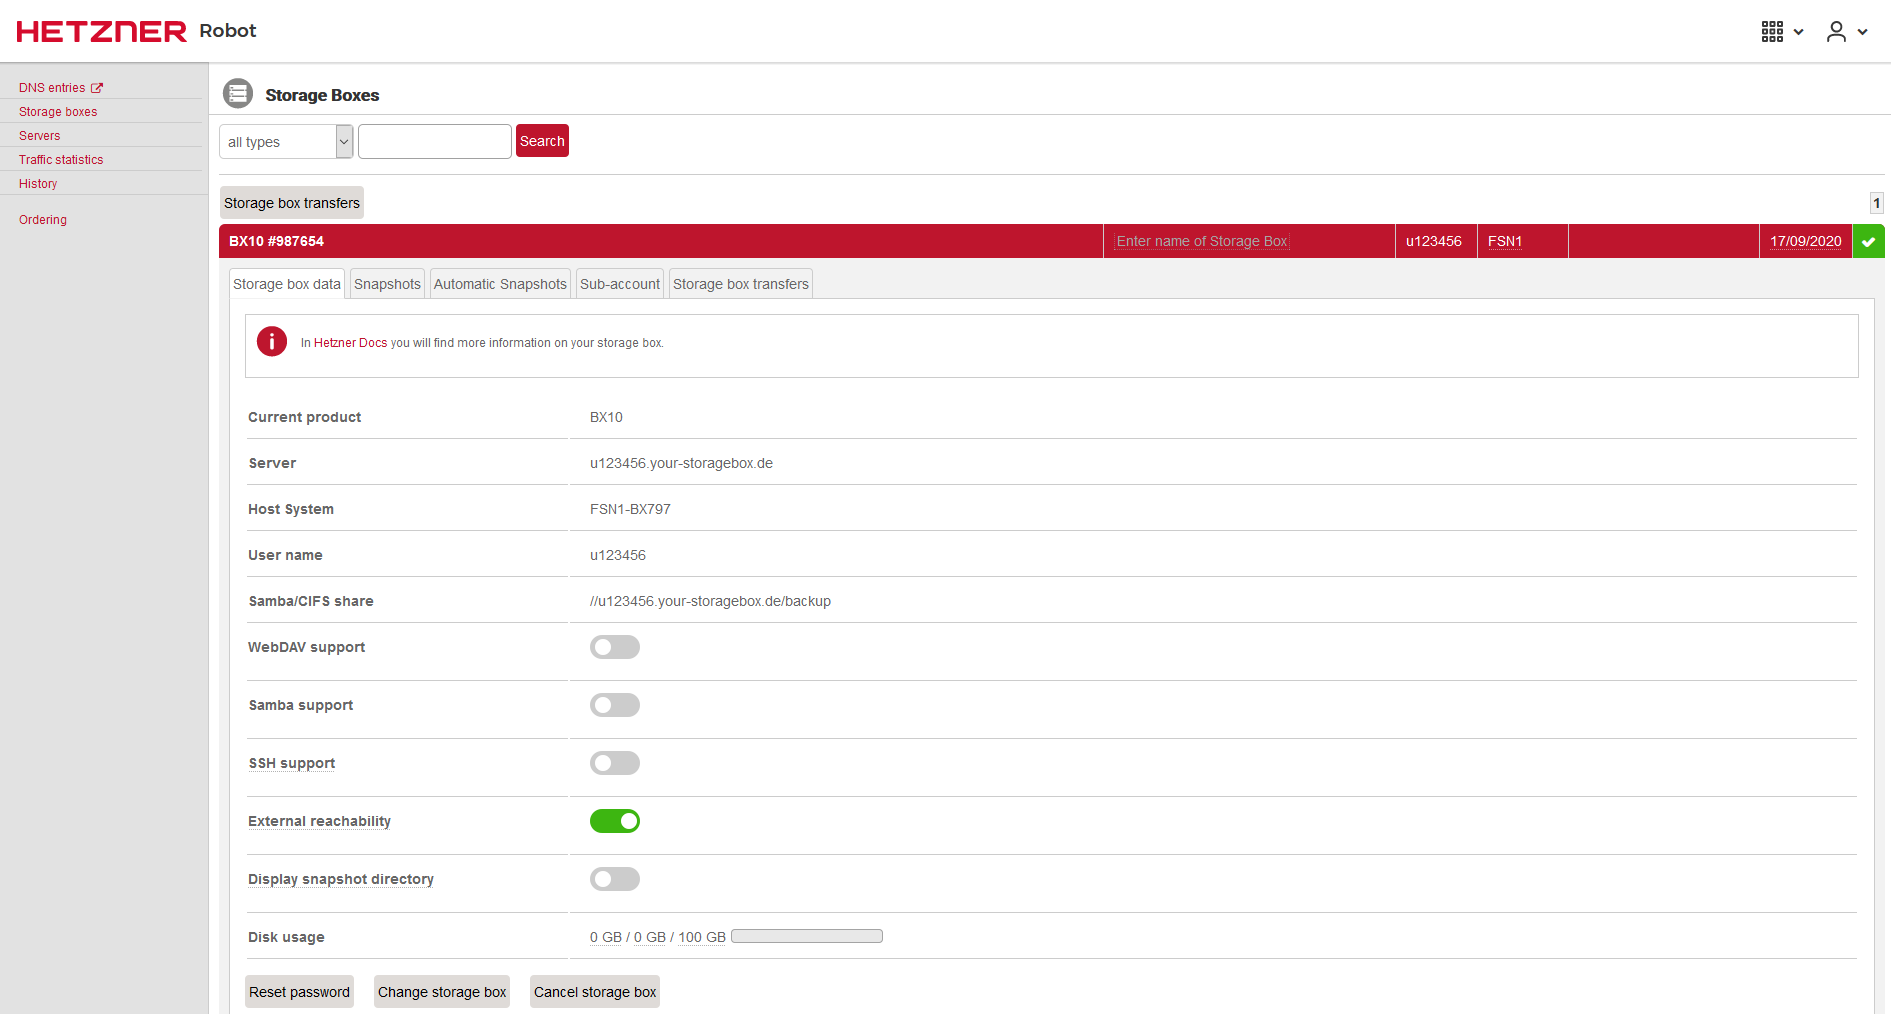 HETZNER Robot
DNS entries
Storage boxes
Servers
Traffic statistics
History
Ordering
Storage Boxes
all types
Search
Storage box transfers
1
BX10 #987654 Enter name of Storage Box u123456 FSN1 17/09/2020
Storage box data Snapshots Automatic Snapshots Sub-account Storage box transfers
i In Hetzner Docs you will find more information on your storage box.
Current product BX10
Server u123456.your-storagebox.de
Host System FSN1-BX797
User name u123456
Samba/CIFS share //u123456.your-storagebox.de/backup
WebDAV support
Samba support
SSH support
External reachability
Display snapshot directory
Disk usage 0 GB / 0 GB / 100 GB
Reset password Change storage box Cancel storage box